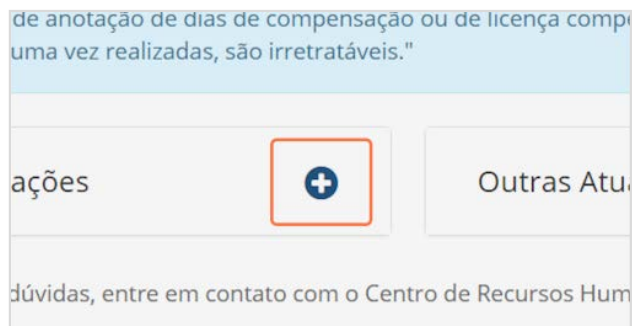 de anotação de dias de compensação ou de licença compe
uma vez realizadas, são irretratáveis."
ações
Outras Atu
dúvidas, entre em contato com o Centro de Recursos Hum